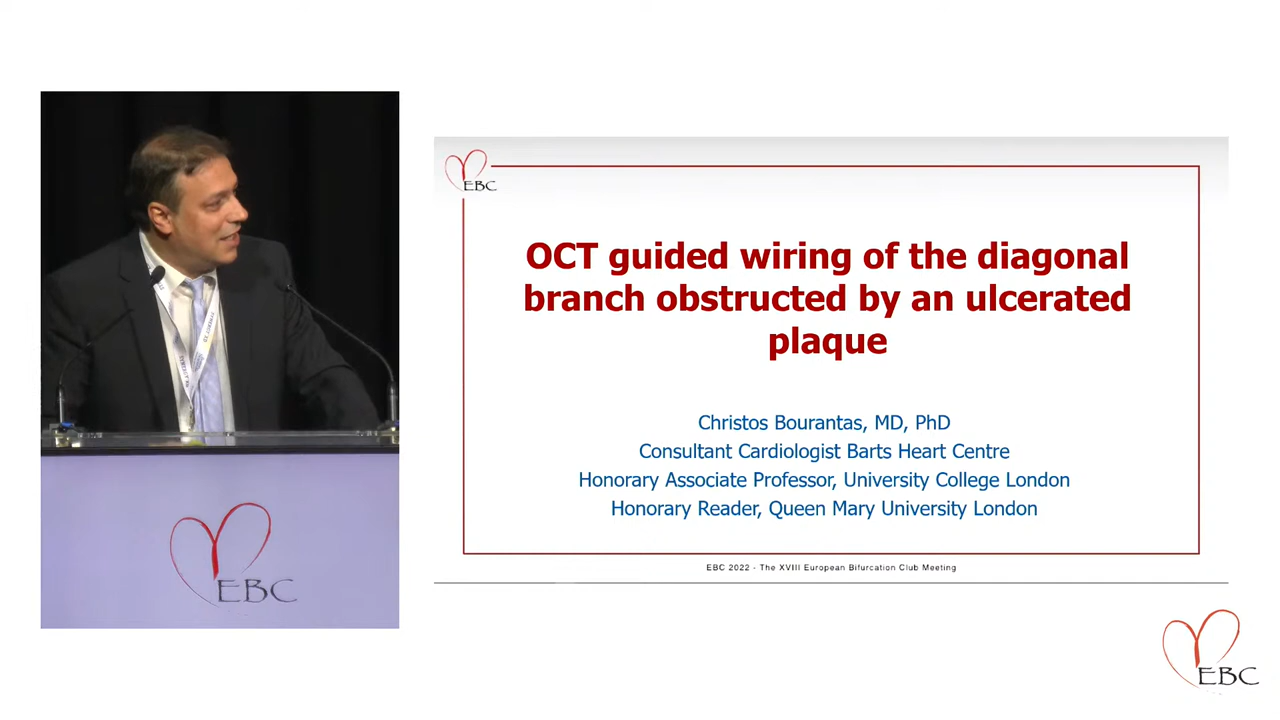 EBC
OCT guided wiring of the diagonal
branch obstructed by an ulcerated
plaque
Christos Bourantas, MD, PhD
Consultant Cardiologist Barts Heart Centre
Honorary Associate Professor, University College London
Honorary Reader, Queen Mary University London
EBC 2022 - The XVIII European Bifurcation Club Meeting
EBC
EBC